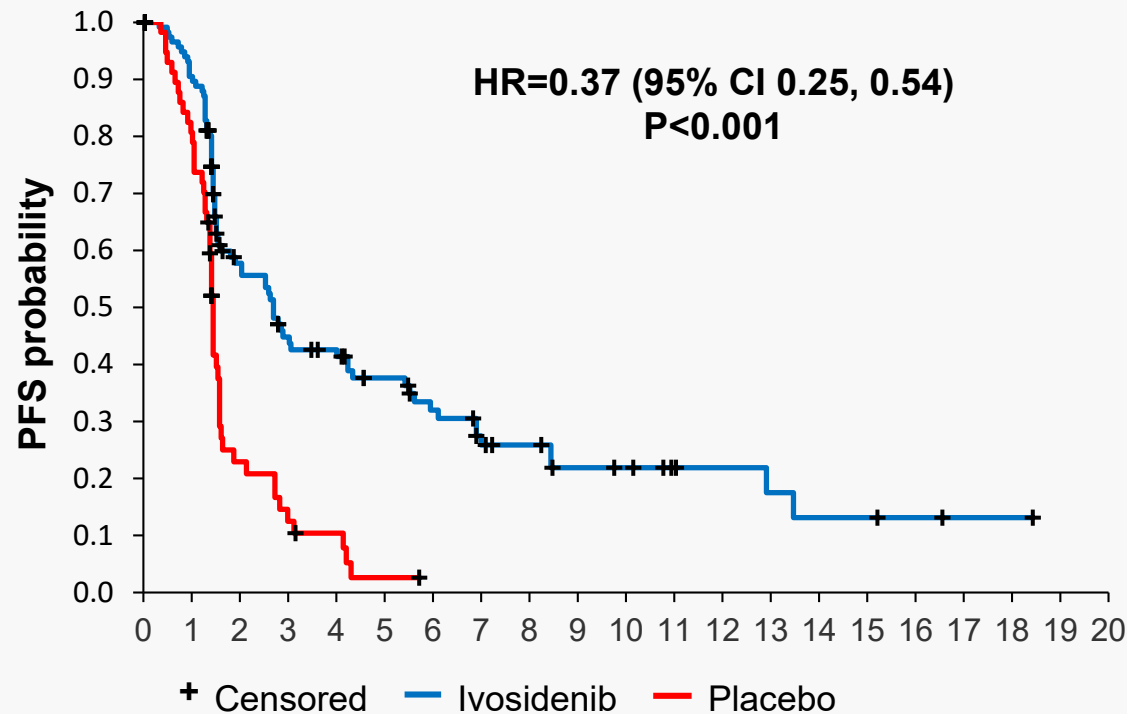 HR=0.37 (95% CI 0.25, 0.54)
P<0.001
PFS probability
1.0
0.9
0.8
0.7
0.6
0.5
0.4
0.3
0.2
0.1
0.0
0 1 2 3 4 5 6 7 8 9 10 11 12 13 14 15 16 17 18 19 20
Censored Ivosidenib Placebo